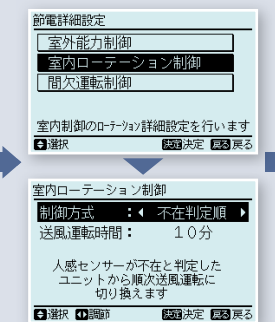 節電詳細設定
室外能力制御
室内ローテーション制御
間欠運転制御
室内制御のﾛｰﾃｰｼｮﾝ詳細設定を行います
選択 決定決定 戻る戻る
室内ローテーション制御
制御方式 : 不在判定順
送風運転時間: 10分
人感センサーが不在と判定した
ユニットから順次送風運転に
切り換えます
選択 調節 決定決定 戻る戻る